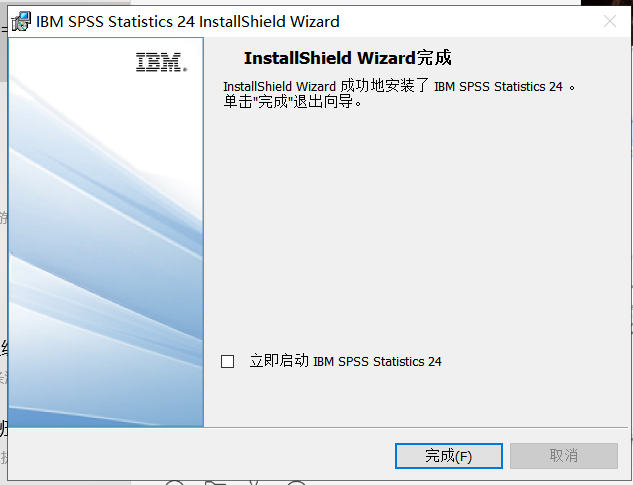 IBM SPSS Statistics 24 InstallShield Wizard
IBM.
InstallShield Wizard完成
InstallShield Wizard 成功地安装了 IBM SPSS Statistics 24 。
单击"完成"退出向导。
立即启动 IBM SPSS Statistics 24
完成(F)
取消